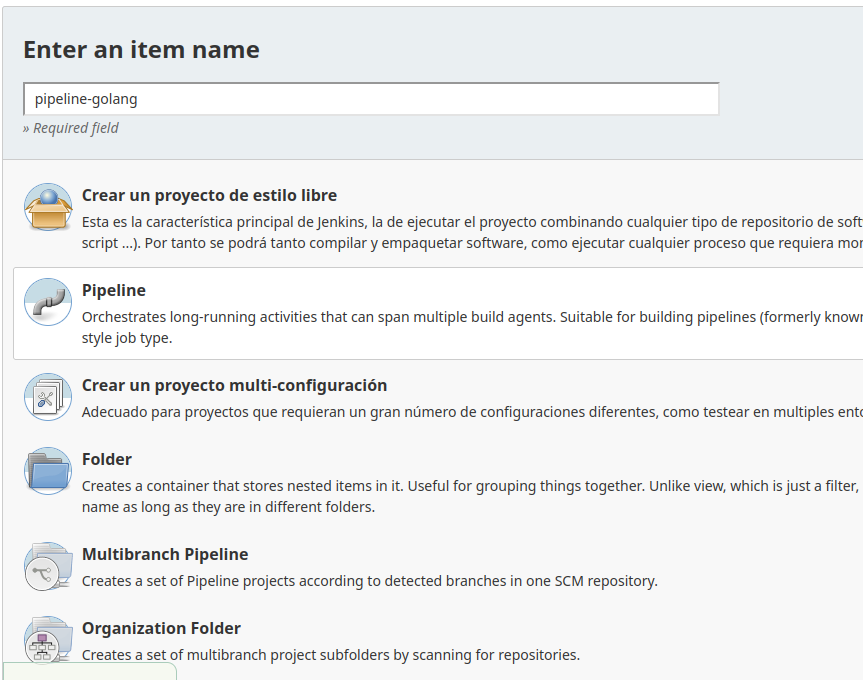 Enter an item name
pipeline-golang
» Required field
Crear un proyecto de estilo libre
Esta es la característica principal de Jenkins, la de ejecutar el proyecto combinando cualquier tipo de repositorio de
script ...). Por tanto se podrá tanto compilar y empaquetar software, como ejecutar cualquier proceso que requiera
Pipeline
Orchestrates long-running activities that can span multiple build agents. Suitable for building pipelines (formerly
style job type.
Crear un proyecto multi-configuración
Adecuado para proyectos que requieran un gran número de configuraciones diferentes, como testear en multiples
Folder
Creates a container that stores nested items in it. Useful for grouping things together. Unlike view, which is just a filter,
name as long as they are in different folders.
Multibranch Pipeline
Creates a set of Pipeline projects according to detected branches in one SCM repository.
Organization Folder
Creates a set of multibranch project subfolders by scanning for repositories.